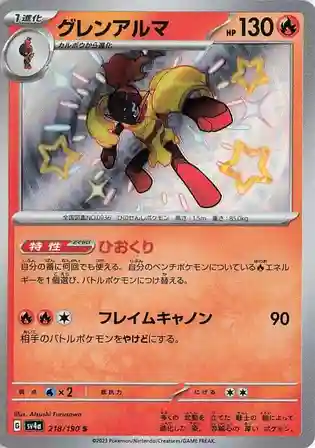 1進化
グレンアルマ
HP 130
カルボウから進化
全国図鑑NO.0936 ひのせんしポケモン 高さ:1.5m 重さ:85.0kg
特性 ひおくり
自分の番に何回でも使える。自分のベンチポケモンについている エネル
ギーを1個選び、バトルポケモンにつけ替える。
フレイムキャノン 90
相手のバトルポケモンをやけどにする。
弱点 ×2 抵抗力 にげる
Illus. Atsushi Furusawa
G sv4a 218/190 S
©2023 Pokémon/Nintendo/Creatures/GAME FREAK.